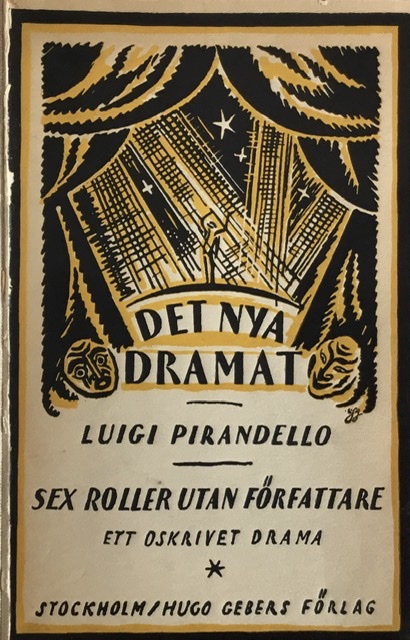 DET NYA
DRAMAT
LUIGI PIRANDELLO
SEX ROLLER UTAN FÖRFATTARE
ETT OSKRIVET DRAMA
*
STOCKHOLM/HUGO GEBERS FÖRLAG